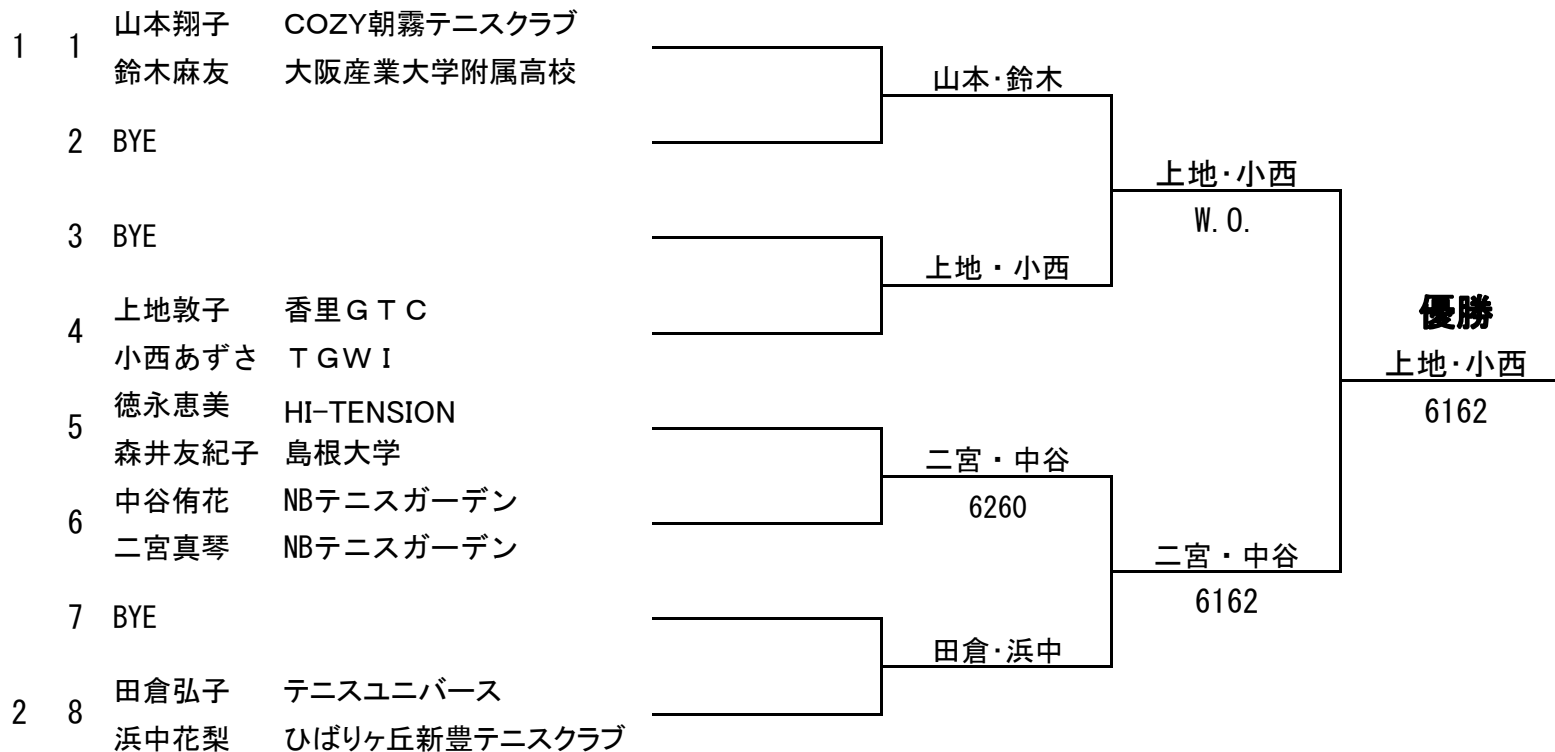 山本翔子 COZY朝霧テニスクラブ
1 1
鈴木麻友 大阪産業大学附属高校
山本・鈴木
2 BYE
上地・小西
W.O.
3 BYE
上地・小西
上地敦子 香里GTC
4
小西あずさ TGWI
優勝
上地・小西
6162
徳永恵美 HI-TENSION
5
森井友紀子 島根大学
二宮・中谷
6260
中谷侑花 NBテニスガーデン
6
二宮真琴 NBテニスガーデン
二宮・中谷
6162
7 BYE
田倉・浜中
田倉弘子 テニスユニバース
2 8
浜中花梨 ひばりヶ丘新豊テニスクラブ